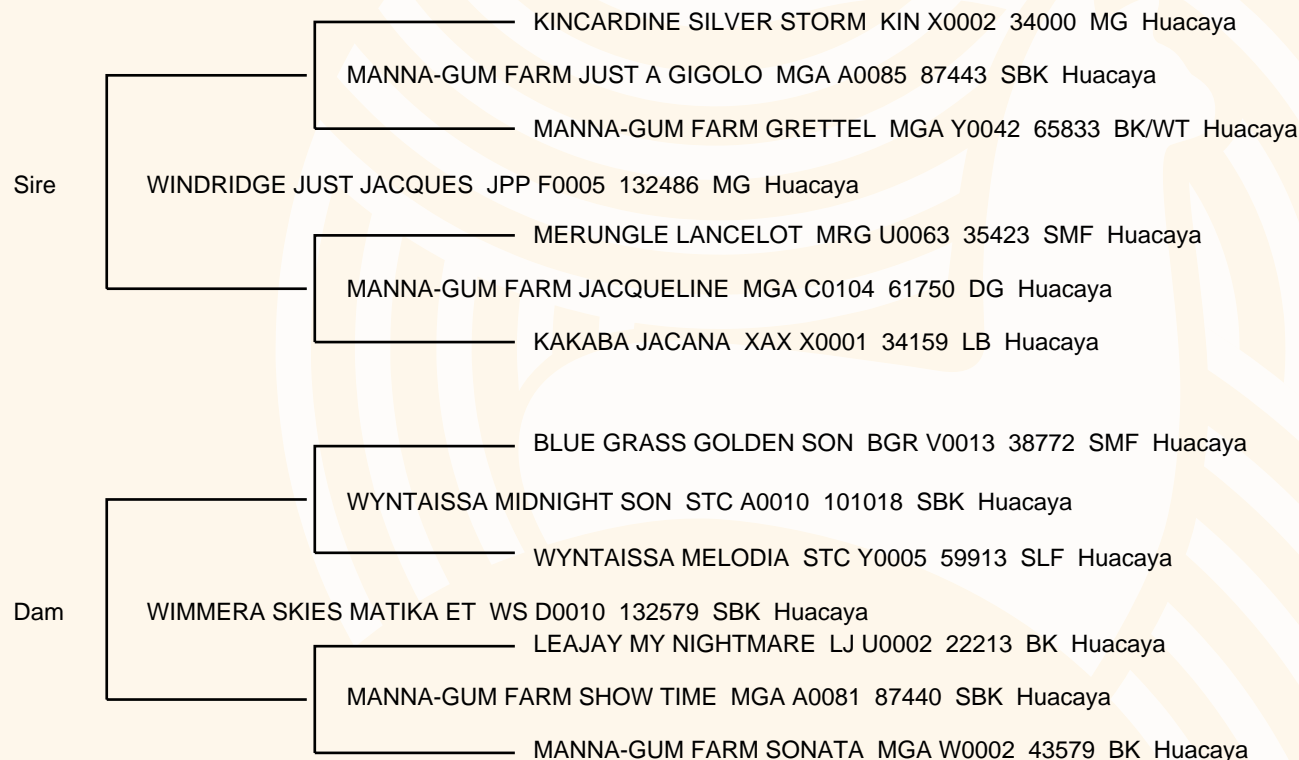 KINCARDINE SILVER STORM KIN X0002 34000 MG Huacaya
MANNA-GUM FARM JUST A GIGOLO MGA A0085 87443 SBK Huacaya
MANNA-GUM FARM GRETTEL MGA Y0042 65833 BK/WT Huacaya
Sire WINDRIDGE JUST JACQUES JPP F0005 132486 MG Huacaya
MERUNGLE LANCELOT MRG U0063 35423 SMF Huacaya
MANNA-GUM FARM JACQUELINE MGA C0104 61750 DG Huacaya
KAKABA JACANA XAX X0001 34159 LB Huacaya
BLUE GRASS GOLDEN SON BGR V0013 38772 SMF Huacaya
WYNTAISSA MIDNIGHT SON STC A0010 101018 SBK Huacaya
WYNTAISSA MELODIA STC Y0005 59913 SLF Huacaya
Dam WIMMERA SKIES MATIKA ET WS D0010 132579 SBK Huacaya
LEAJAY MY NIGHTMARE LJ U0002 22213 BK Huacaya
MANNA-GUM FARM SHOW TIME MGA A0081 87440 SBK Huacaya
MANNA-GUM FARM SONATA MGA W0002 43579 BK Huacaya